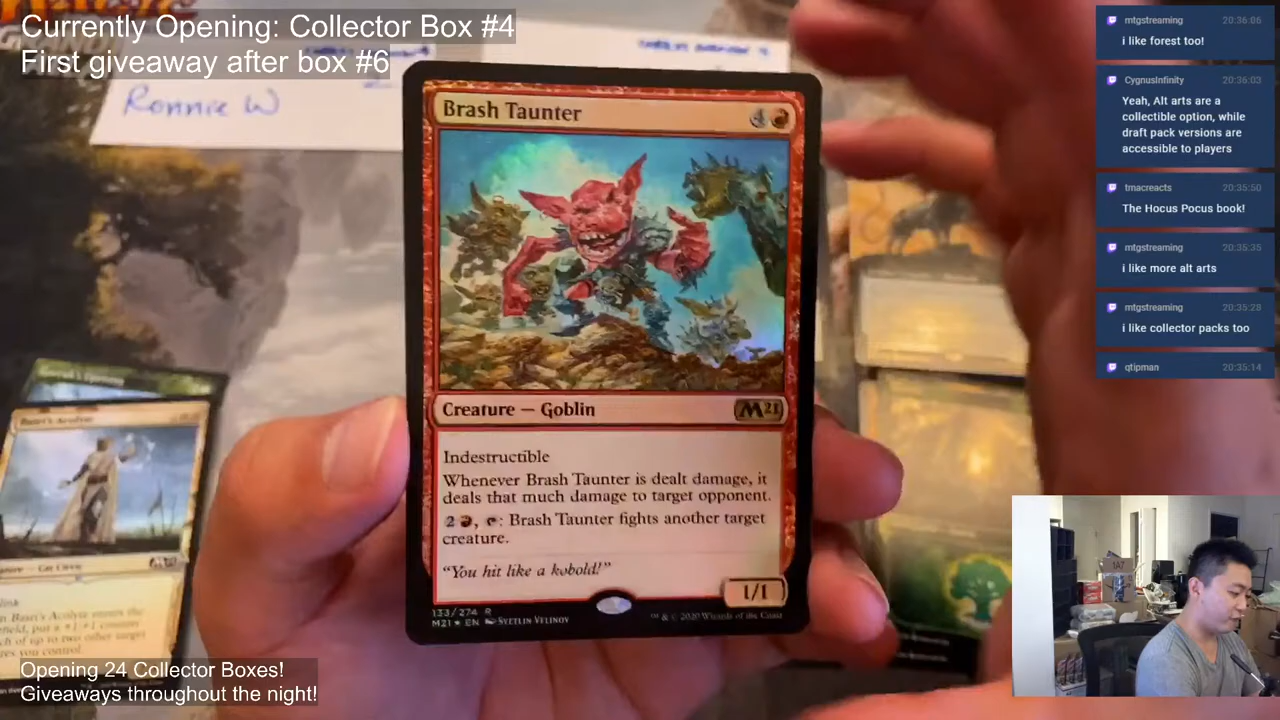 Currently Opening: Collector Box #4
First giveaway after box #6
Ronnie W
Brash Taunter
4
Creature — Goblin
M21
Indestructible
Whenever Brash Taunter is dealt damage, it
deals that much damage to target opponent.
2 , : Brash Taunter fights another target
creature.
"You hit like a kobold!"
1/1
133/274 R
M21 ★ EN Svetlin Velinov
™ & © 2020 Wizards of the Coast
Basri's Acolyte
Opening 24 Collector Boxes!
Giveaways throughout the night!
mtgstreaming 20:36:06
i like forest too!
CygnusInfinity 20:36:03
Yeah, Alt arts are a
collectible option, while
draft pack versions are
accessible to players
tmacreacts 20:35:50
The Hocus Pocus book!
mtgstreaming 20:35:35
i like more alt arts
mtgstreaming 20:35:28
i like collector packs too
qtipman 20:35:14